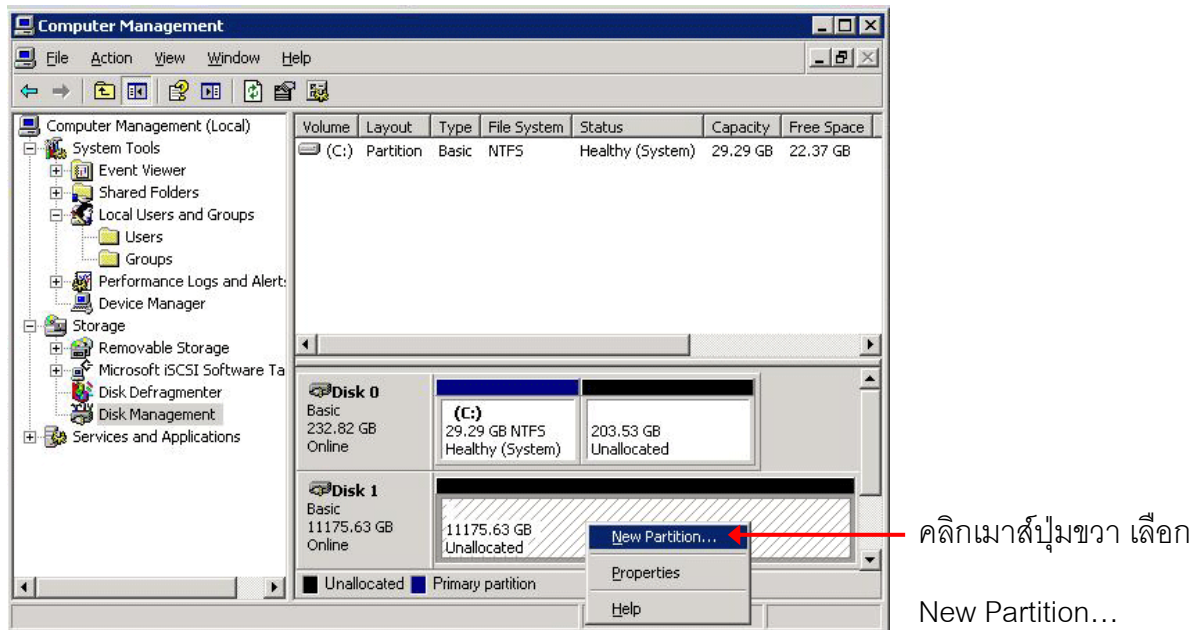 Computer Management
File Action View Window Help
Computer Management (Local)
System Tools
Event Viewer
Shared Folders
Local Users and Groups
Users
Groups
Performance Logs and Alert
Device Manager
Storage
Removable Storage
Microsoft iSCSI Software Ta
Disk Defragmenter
Disk Management
Services and Applications
Volume Layout Type File System Status Capacity Free Space
(C:) Partition Basic NTFS Healthy (System) 29.29 GB 22.37 GB
Disk 0
Basic
232.82 GB
Online
(C:)
29.29 GB NTFS
Healthy (System)
203.53 GB
Unallocated
Disk 1
Basic
11175.63 GB
Online
11175.63 GB
Unallocated
New Partition...
Properties
Help
Unallocated Primary partition
คลิกเมาส์ปุ่มขวา เลือก
New Partition…